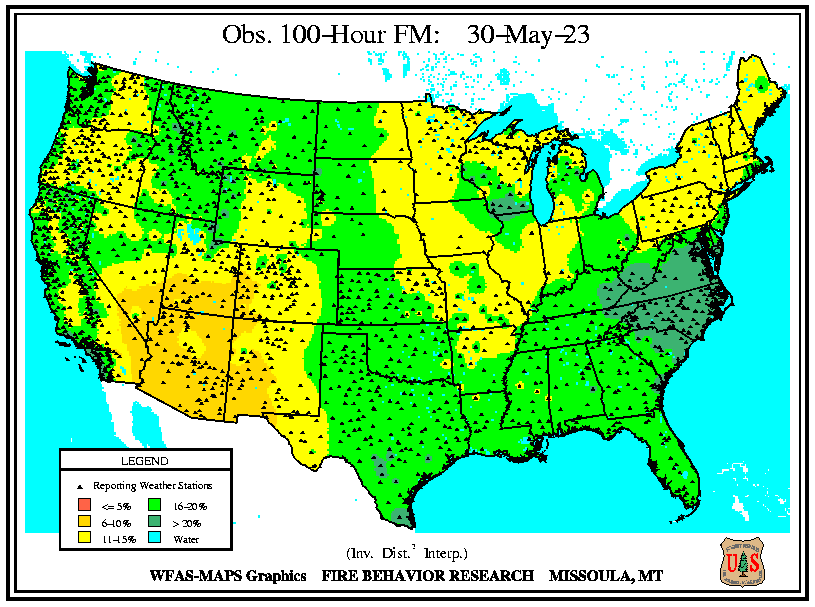 Obs. 100-Hour FM: 30-May-23
LEGEND
Reporting Weather Stations
<= 5% 16-20%
6-10% > 20%
11-15% Water
(Inv. Dist.² Interp.)
WFAS-MAPS Graphics FIRE BEHAVIOR RESEARCH MISSOULA, MT
U S